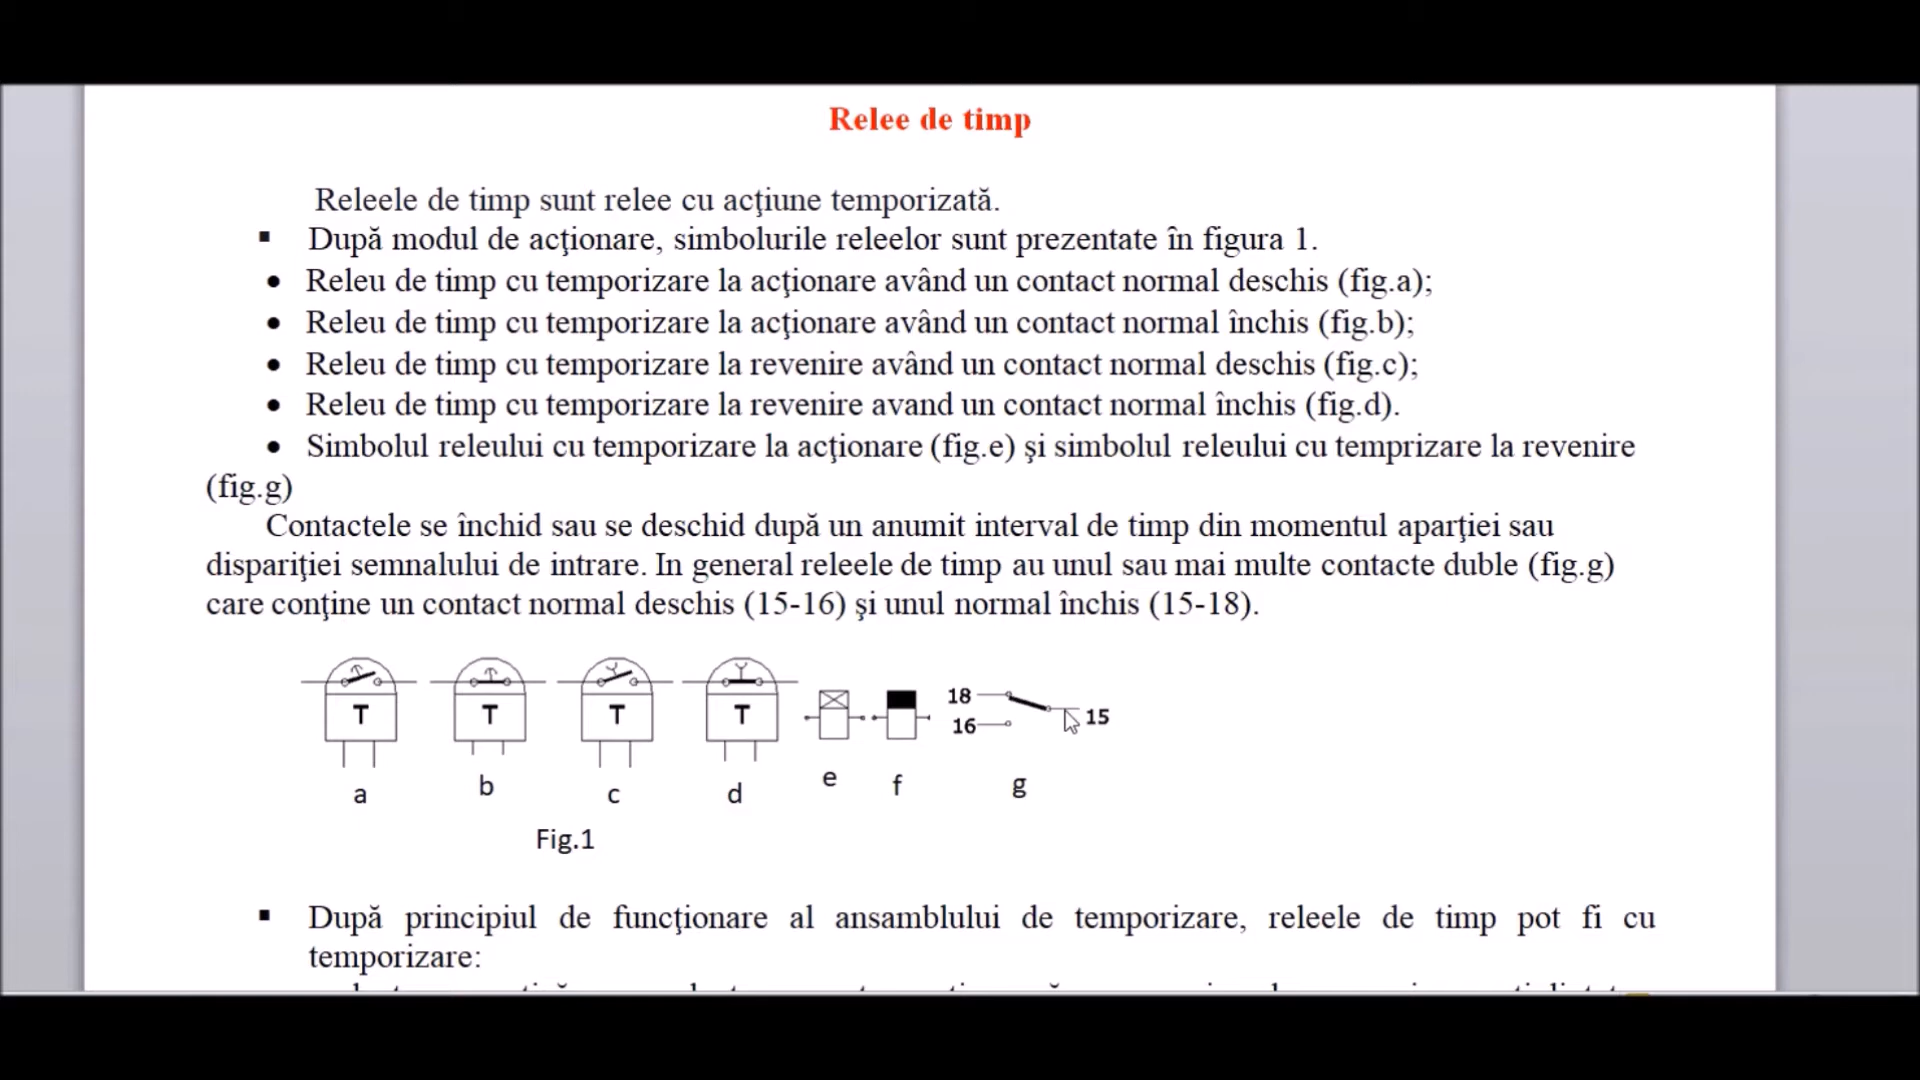 Relee de timp
Releele de timp sunt relee cu acţiune temporizată.
▪ După modul de acţionare, simbolurile releelor sunt prezentate în figura 1.
• Releu de timp cu temporizare la acţionare având un contact normal deschis (fig.a);
• Releu de timp cu temporizare la acţionare având un contact normal închis (fig.b);
• Releu de timp cu temporizare la revenire având un contact normal deschis (fig.c);
• Releu de timp cu temporizare la revenire avand un contact normal închis (fig.d).
• Simbolul releului cu temporizare la acţionare (fig.e) şi simbolul releului cu temprizare la revenire
(fig.g)
Contactele se închid sau se deschid după un anumit interval de timp din momentul apariţiei sau
dispariţiei semnalului de intrare. In general releele de timp au unul sau mai multe contacte duble (fig.g)
care conţine un contact normal deschis (15-16) şi unul normal închis (15-18).
T T T T 18 16 15
a b c d e f g
Fig.1
▪ După principiul de funcţionare al ansamblului de temporizare, releele de timp pot fi cu
temporizare: